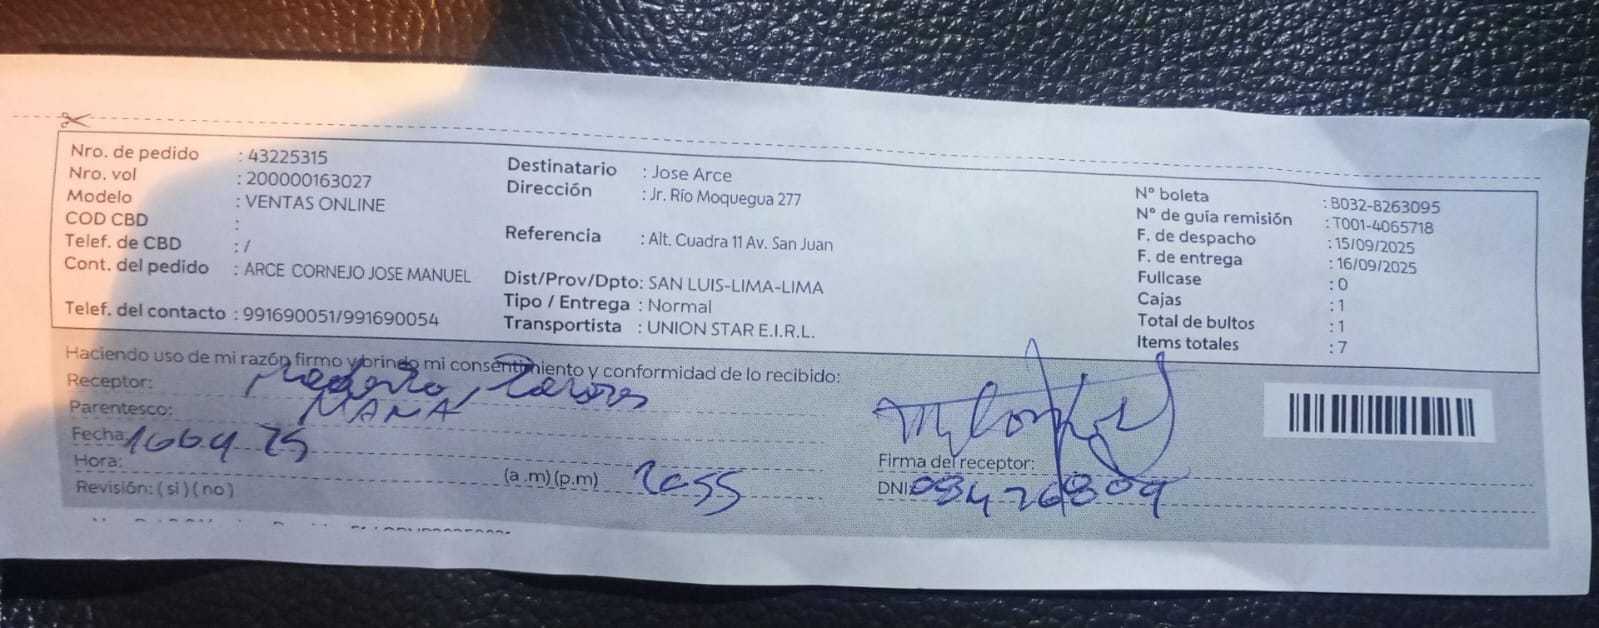 Nro. de pedido : 43225315
Nro. vol : 200000163027
Modelo : VENTAS ONLINE
COD CBD :
Telef. de CBD : /
Cont. del pedido : ARCE CORNEJO JOSE MANUEL
Telef. del contacto : 991690051/991690054
Destinatario : Jose Arce
Dirección : Jr. Río Moquegua 277
Referencia : Alt. Cuadra 11 Av. San Juan
Dist/Prov/Dpto: SAN LUIS-LIMA-LIMA
Tipo / Entrega : Normal
Transportista : UNION STAR E.I.R.L.
N° boleta : B032-8263095
N° de guía remisión : T001-4065718
F. de despacho : 15/09/2025
F. de entrega : 16/09/2025
Fullcase : 0
Cajas : 1
Total de bultos : 1
Items totales : 7
Haciendo uso de mi razón firmo y brindo mi consentimiento y conformidad de lo recibido:
Receptor:
Parentesco: MAMA
Fecha:
Hora: (a .m)(p.m)
Revisión: ( si ) ( no )
Firma del receptor:
DNI: 08426809